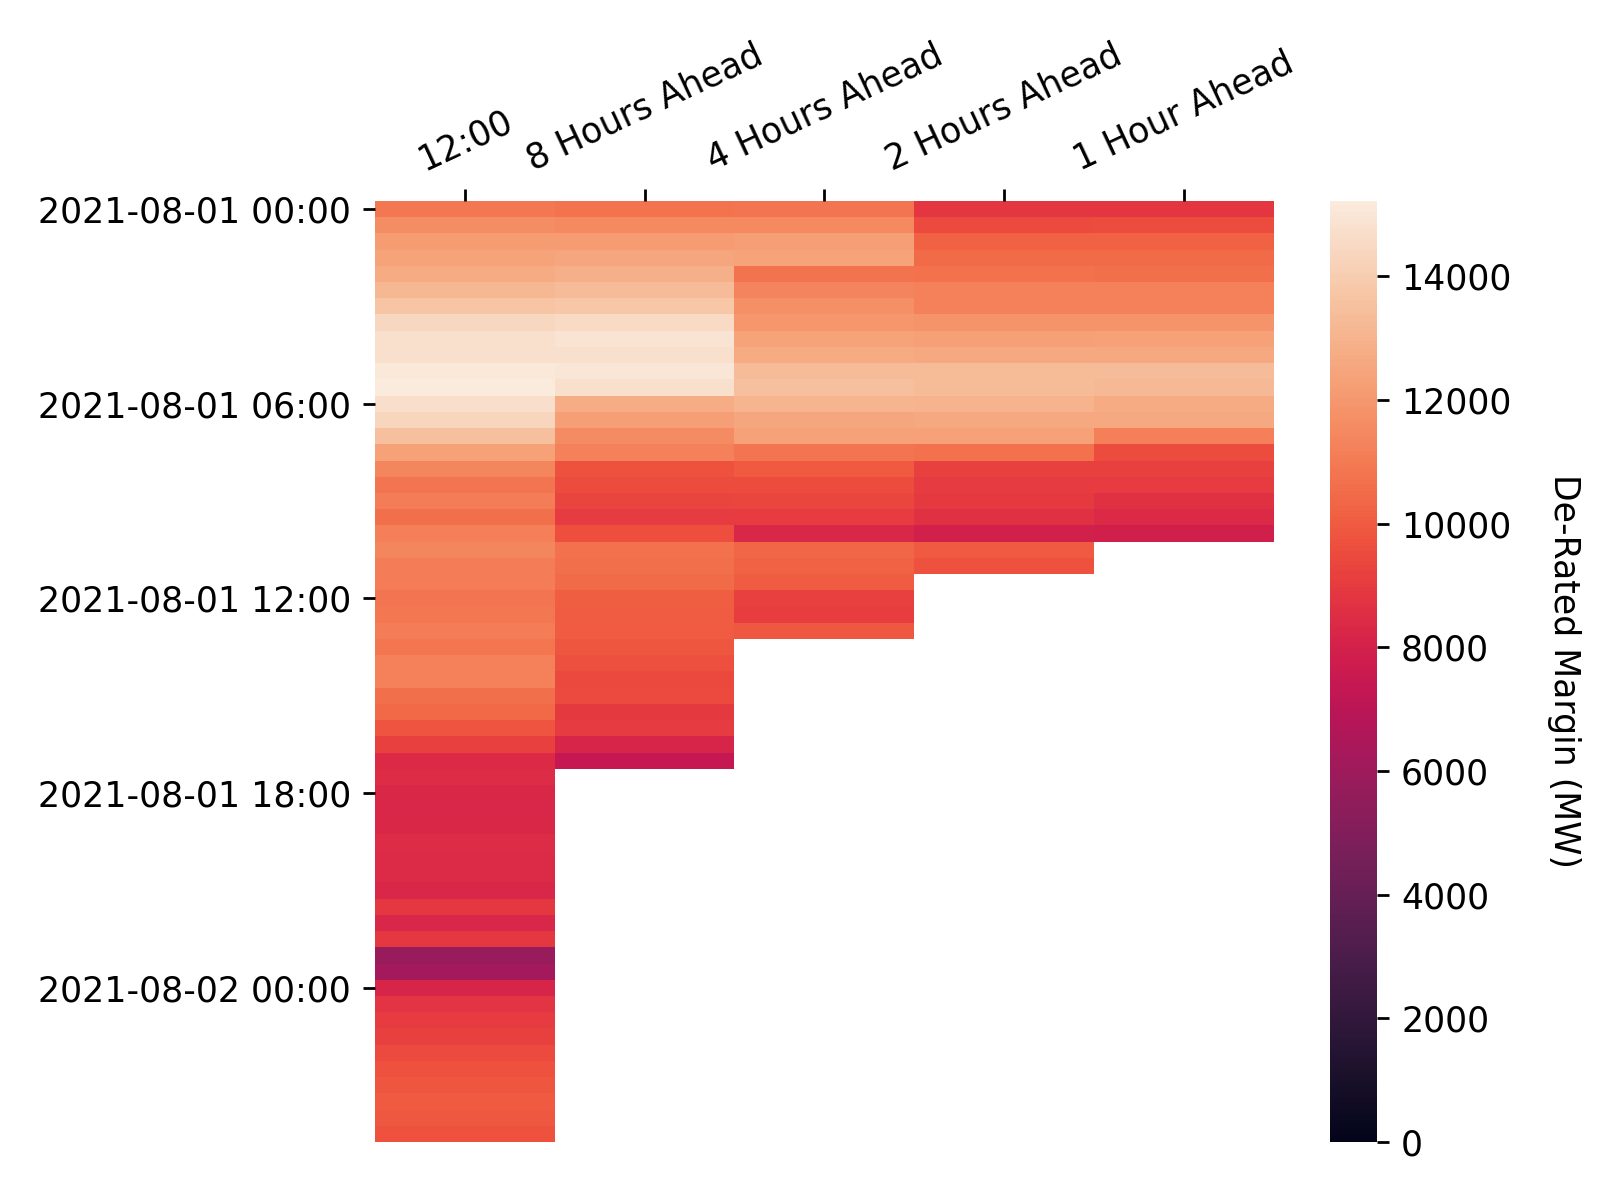 12:00
8 Hours Ahead
4 Hours Ahead
2 Hours Ahead
1 Hour Ahead
2021-08-01 00:00
2021-08-01 06:00
2021-08-01 12:00
2021-08-01 18:00
2021-08-02 00:00
14000
12000
10000
8000
6000
4000
2000
0
De-Rated Margin (MW)